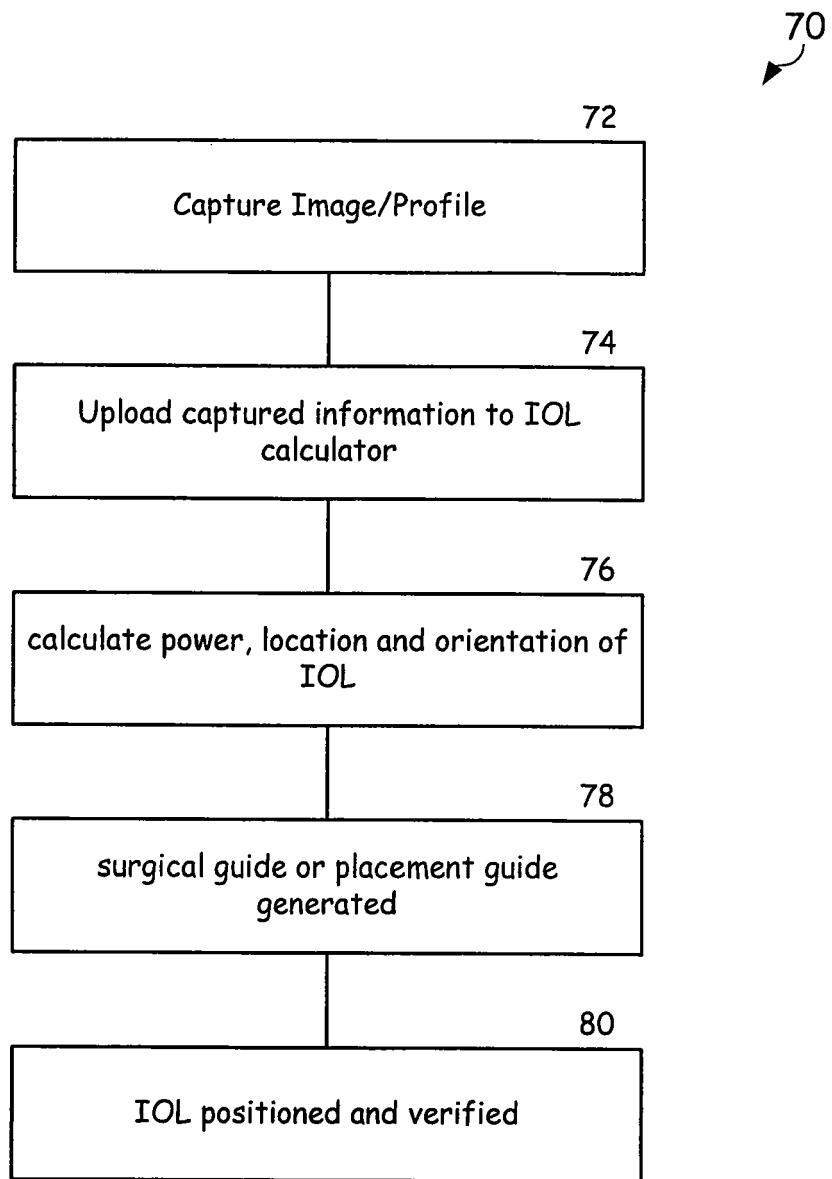 70
72
Capture Image/Profile
74
Upload captured information to IOL
calculator
76
calculate power, location and orientation of
IOL
78
surgical guide or placement guide
generated
80
IOL positioned and verified